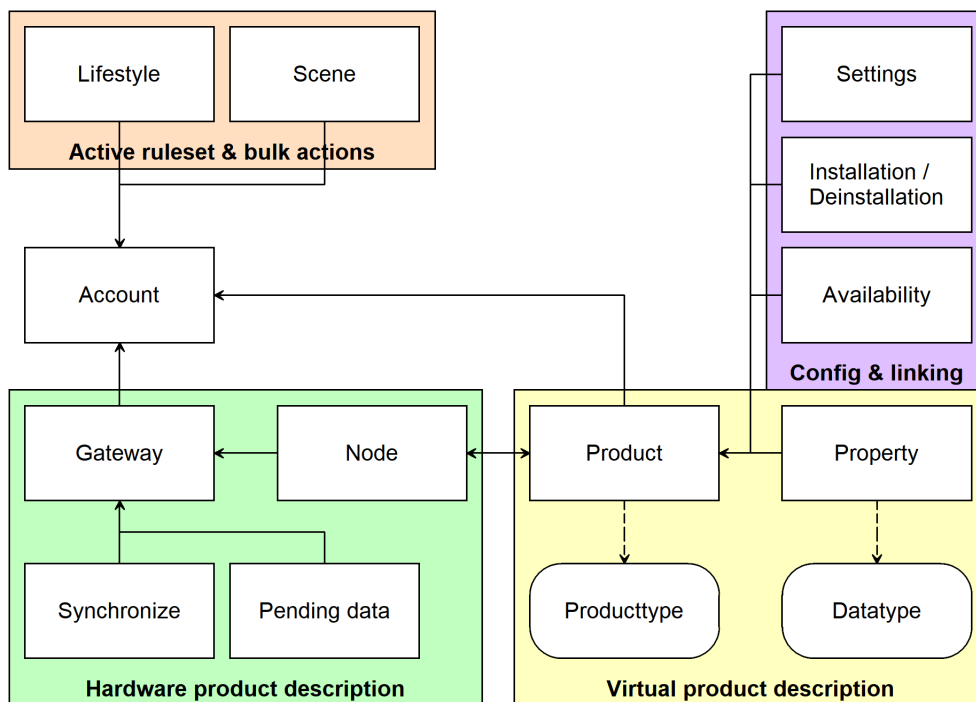 Lifestyle
Scene
Active ruleset & bulk actions
Settings
Installation /
Deinstallation
Availability
Config & linking
Account
Gateway
Node
Synchronize
Pending data
Hardware product description
Product
Property
Producttype
Datatype
Virtual product description